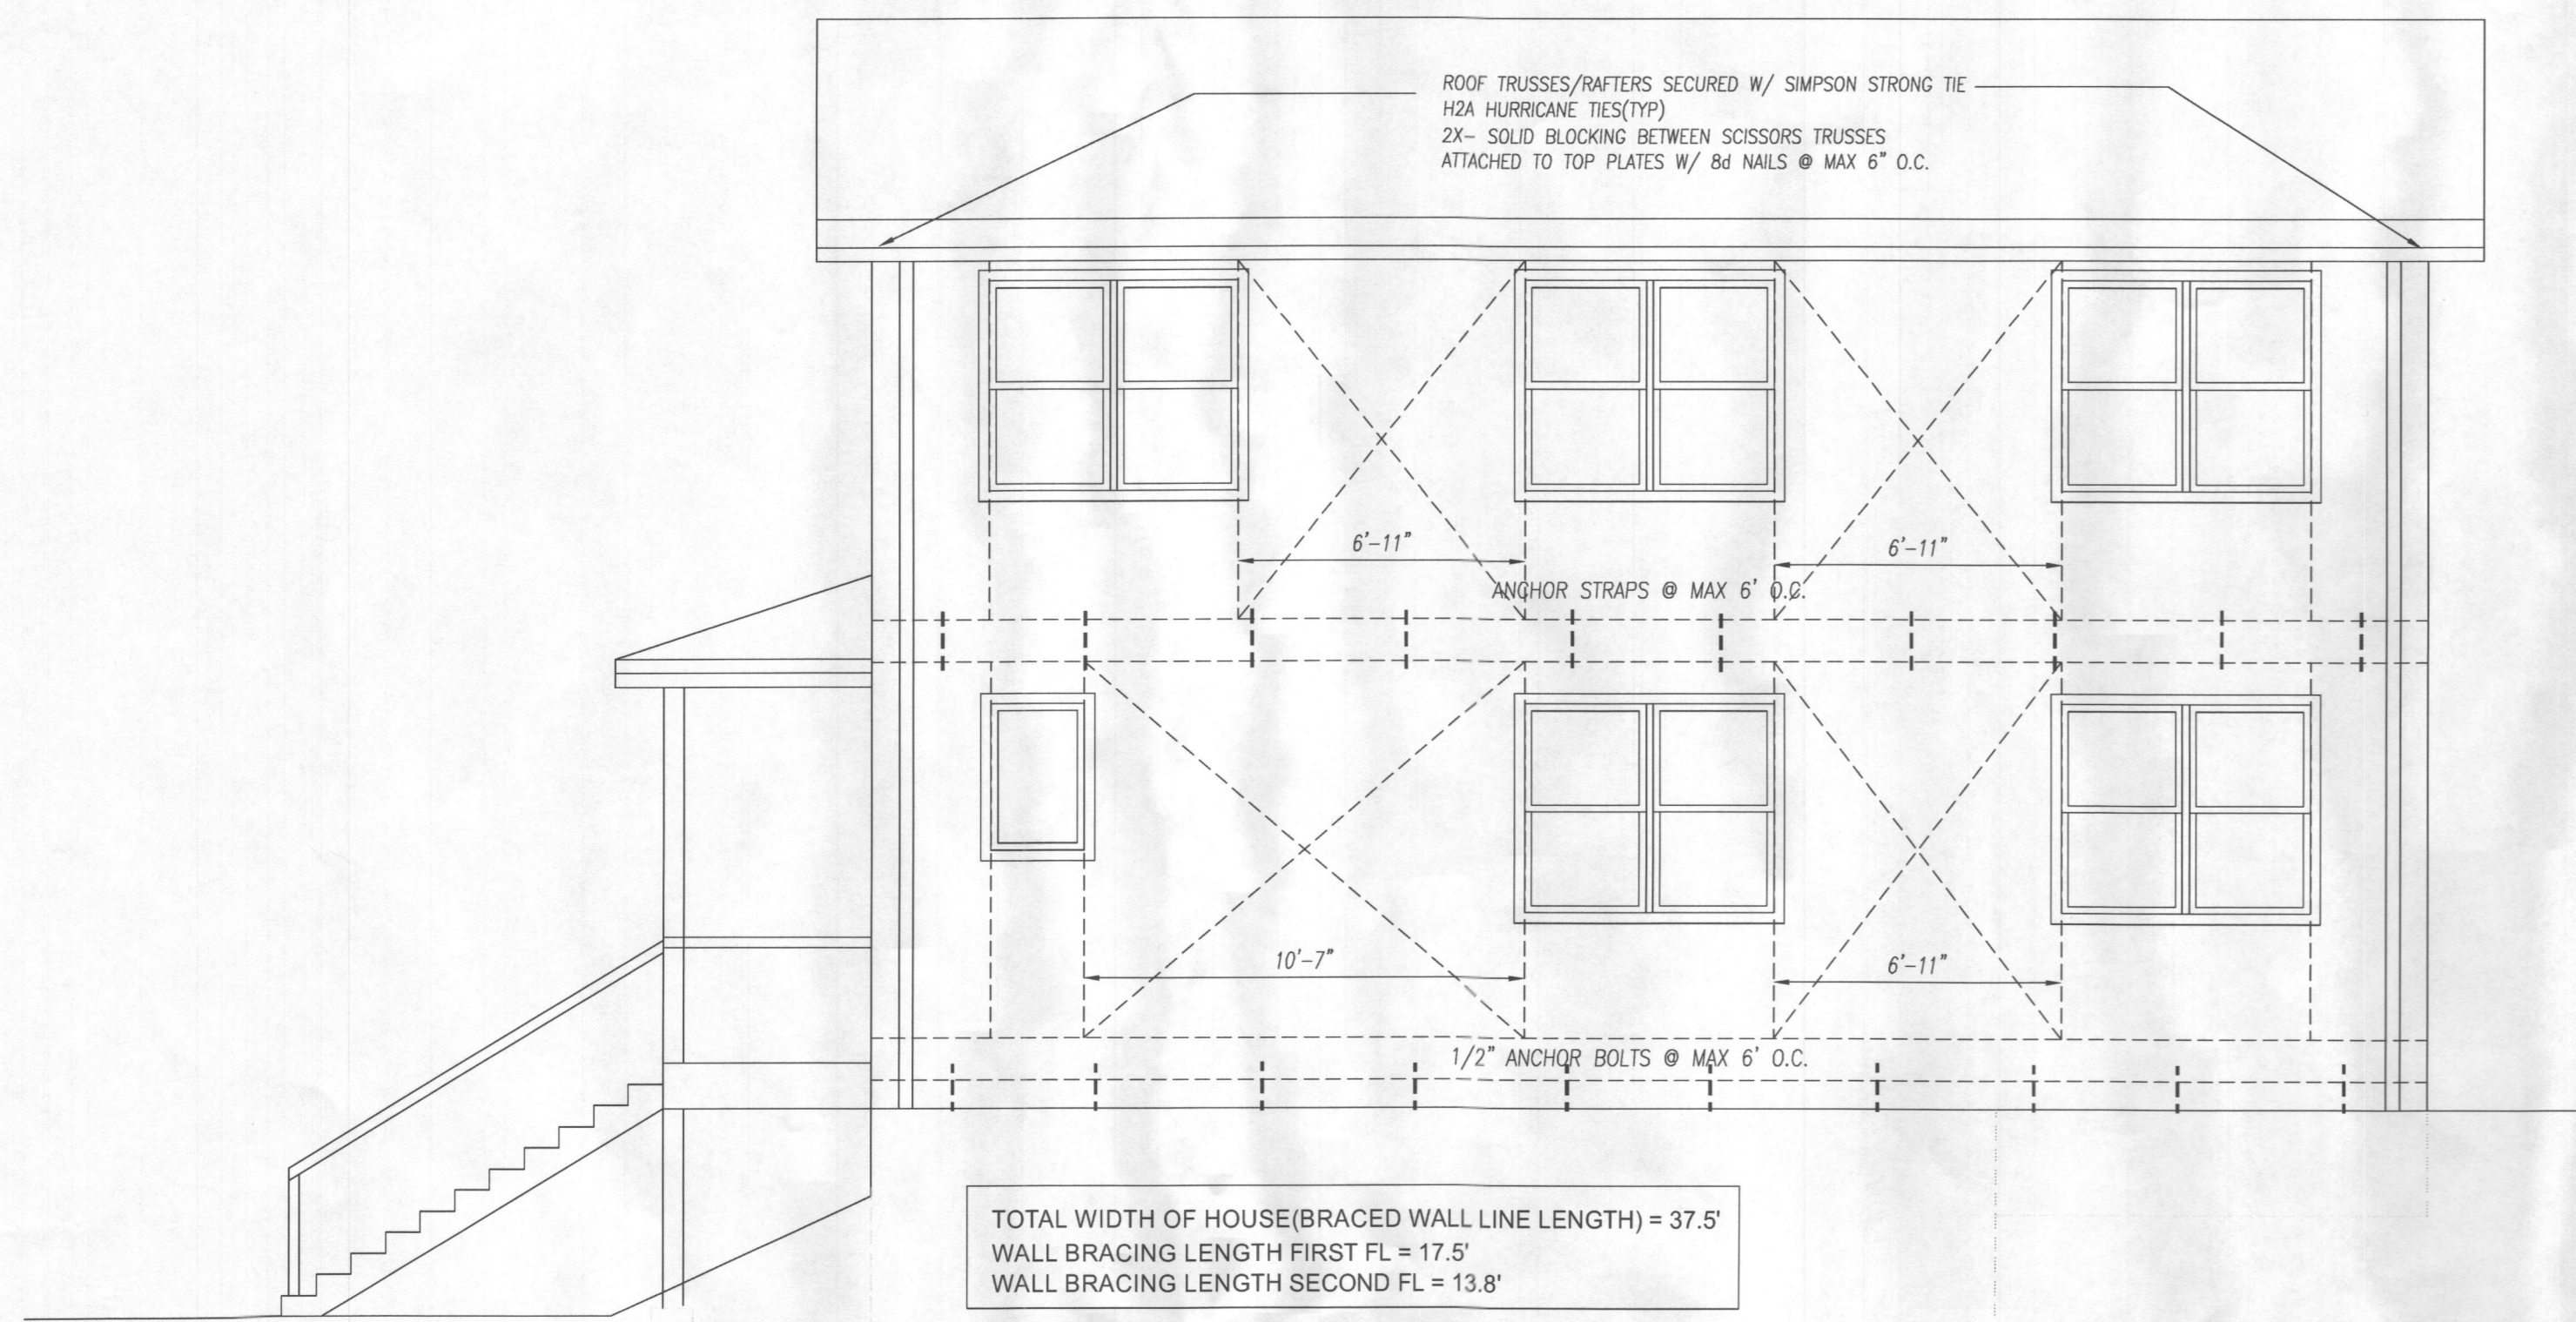 ROOF TRUSSES/RAFTERS SECURED W/ SIMPSON STRONG TIE
H2A HURRICANE TIES(TYP)
2X- SOLID BLOCKING BETWEEN SCISSORS TRUSSES
ATTACHED TO TOP PLATES W/ 8d NAILS @ MAX 6" O.C.
6'-11"
6'-11"
ANCHOR STRAPS @ MAX 6' O.C.
10'-7"
6'-11"
1/2" ANCHOR BOLTS @ MAX 6' O.C.
TOTAL WIDTH OF HOUSE(BRACED WALL LINE LENGTH) = 37.5'
WALL BRACING LENGTH FIRST FL = 17.5'
WALL BRACING LENGTH SECOND FL = 13.8'